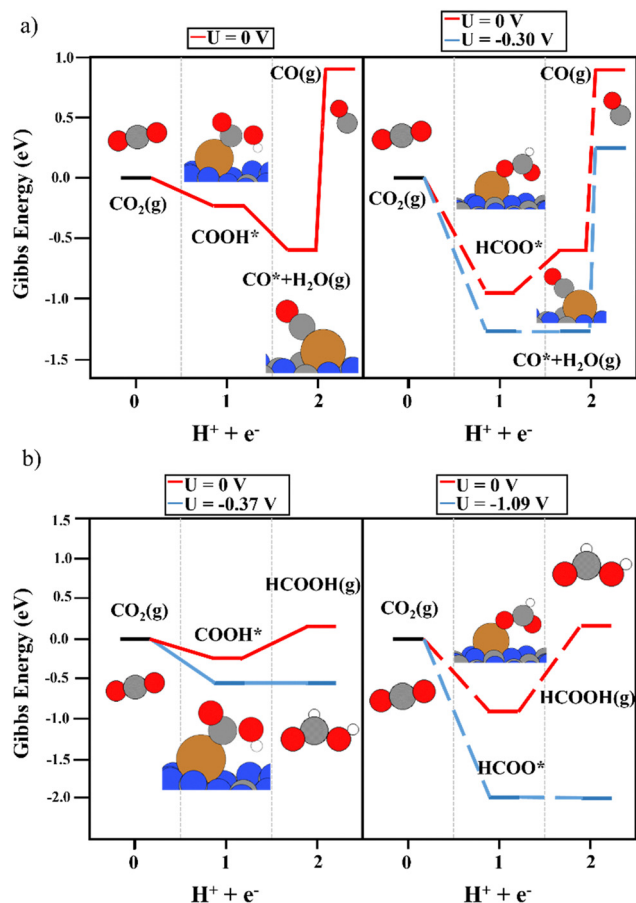 a)
U = 0 V
U = 0 V
U = -0.30 V
Gibbs Energy (eV)
1.0
0.5
0.0
-0.5
-1.0
-1.5
CO(g)
CO₂(g)
COOH*
CO*+H₂O(g)
CO(g)
CO₂(g)
HCOO*
CO*+H₂O(g)
0 1 2
0 1 2
H⁺ + e⁻
H⁺ + e⁻
b)
U = 0 V
U = -0.37 V
U = 0 V
U = -1.09 V
Gibbs Energy (eV)
1.5
1.0
0.5
0.0
-0.5
-1.0
-1.5
-2.0
HCOOH(g)
CO₂(g)
COOH*
CO₂(g)
HCOOH(g)
HCOO*
0 1 2
0 1 2
H⁺ + e⁻
H⁺ + e⁻